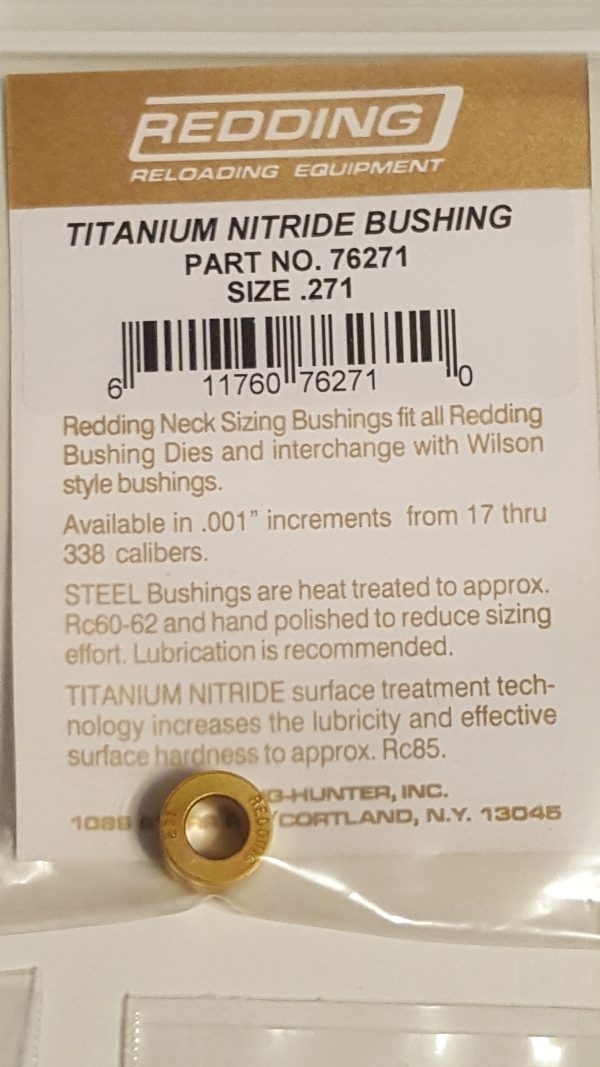 REDDING
RELOADING EQUIPMENT
TITANIUM NITRIDE BUSHING
PART NO. 76271
SIZE .271
6 11760 76271 0
Redding Neck Sizing Bushings fit all Redding
Bushing Dies and interchange with Wilson
style bushings.
Available in .001” increments from 17 thru
338 calibers.
STEEL Bushings are heat treated to approx.
Rc60-62 and hand polished to reduce sizing
effort. Lubrication is recommended.
TITANIUM NITRIDE surface treatment tech-
nology increases the lubricity and effective
surface hardness to approx. Rc85.
G-HUNTER, INC.
CORTLAND, N.Y. 13045
REDDING